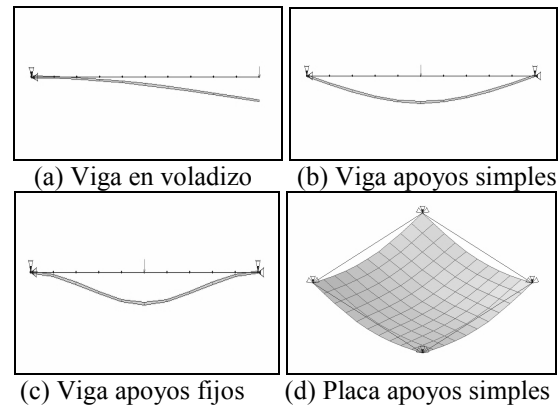 (a) Viga en voladizo
(b) Viga apoyos simples
(c) Viga apoyos fijos
(d) Placa apoyos simples